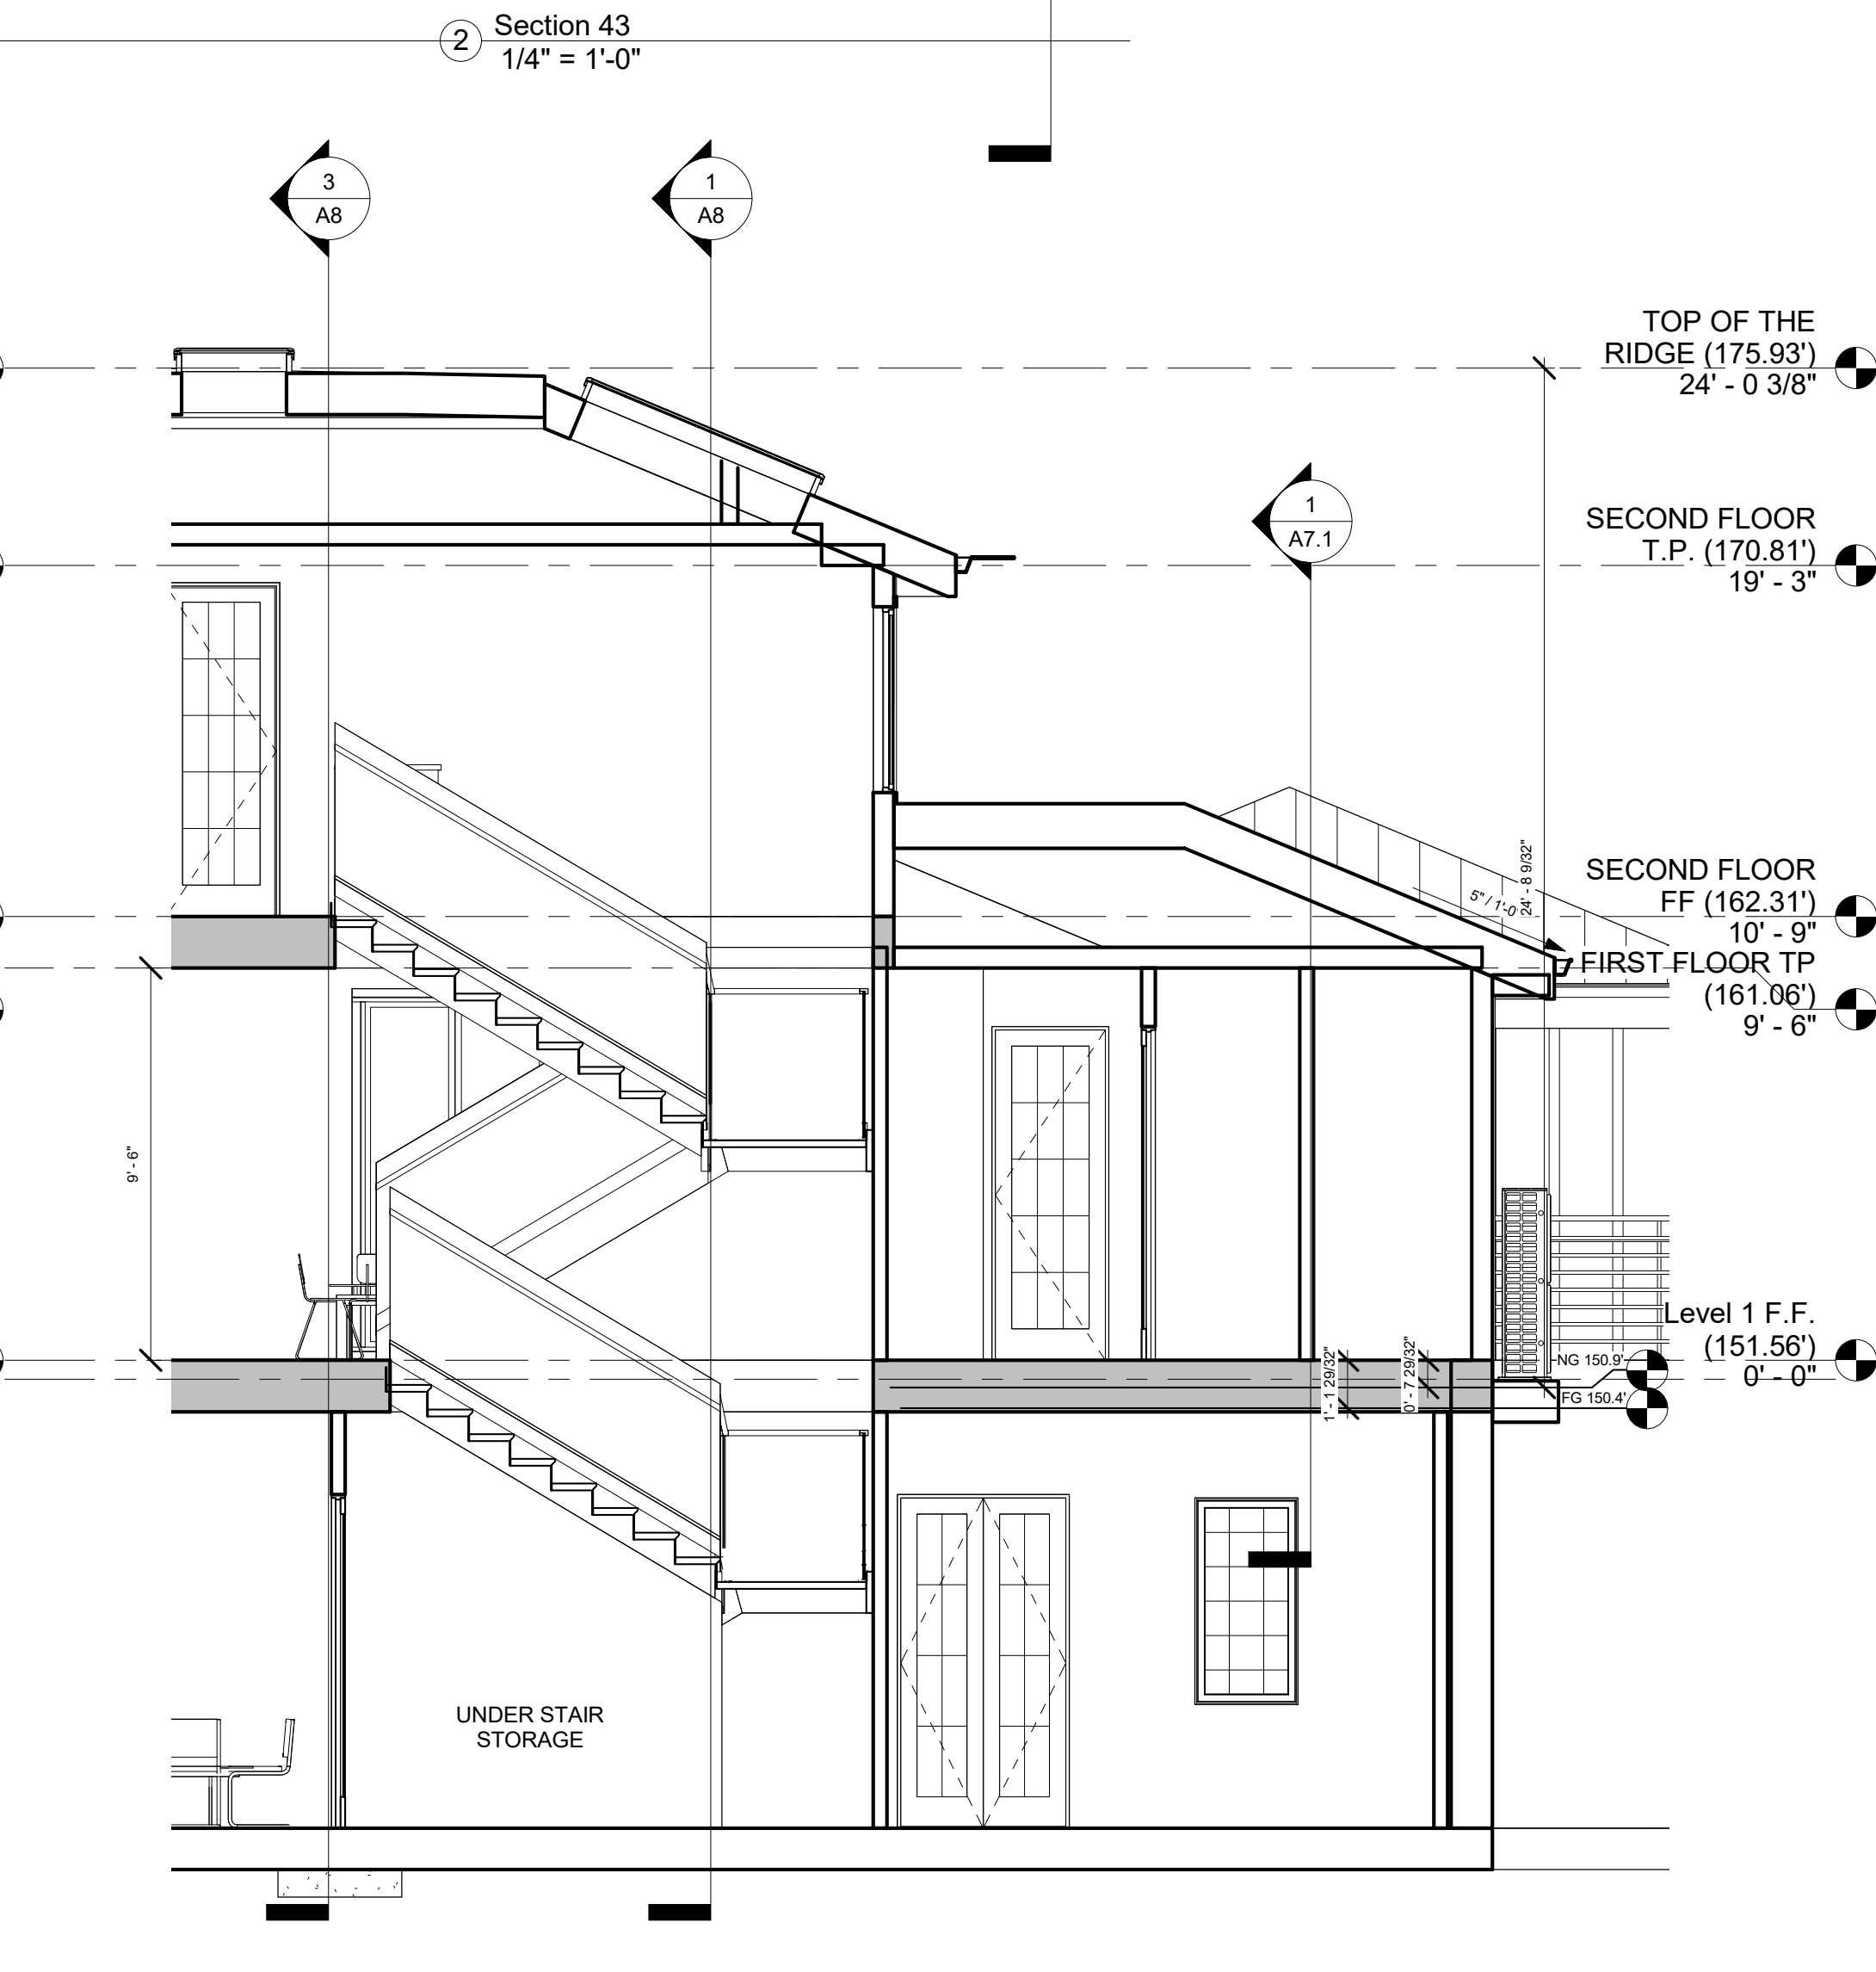 2
Section 43
1/4" = 1'-0"
3
A8
1
A8
TOP OF THE
RIDGE (175.93')
24' - 0 3/8"
1
A7.1
SECOND FLOOR
T.P. (170.81')
19' - 3"
24' - 8 9/32"
5" / 1'-0
SECOND FLOOR
FF (162.31')
10' - 9"
FIRST FLOOR TP
(161.06')
9' - 6"
9' - 6"
Level 1 F.F.
(151.56')
0' - 0"
1' - 1 29/32"
0' - 7 29/32"
NG 150.9'
FG 150.4'
UNDER STAIR
STORAGE